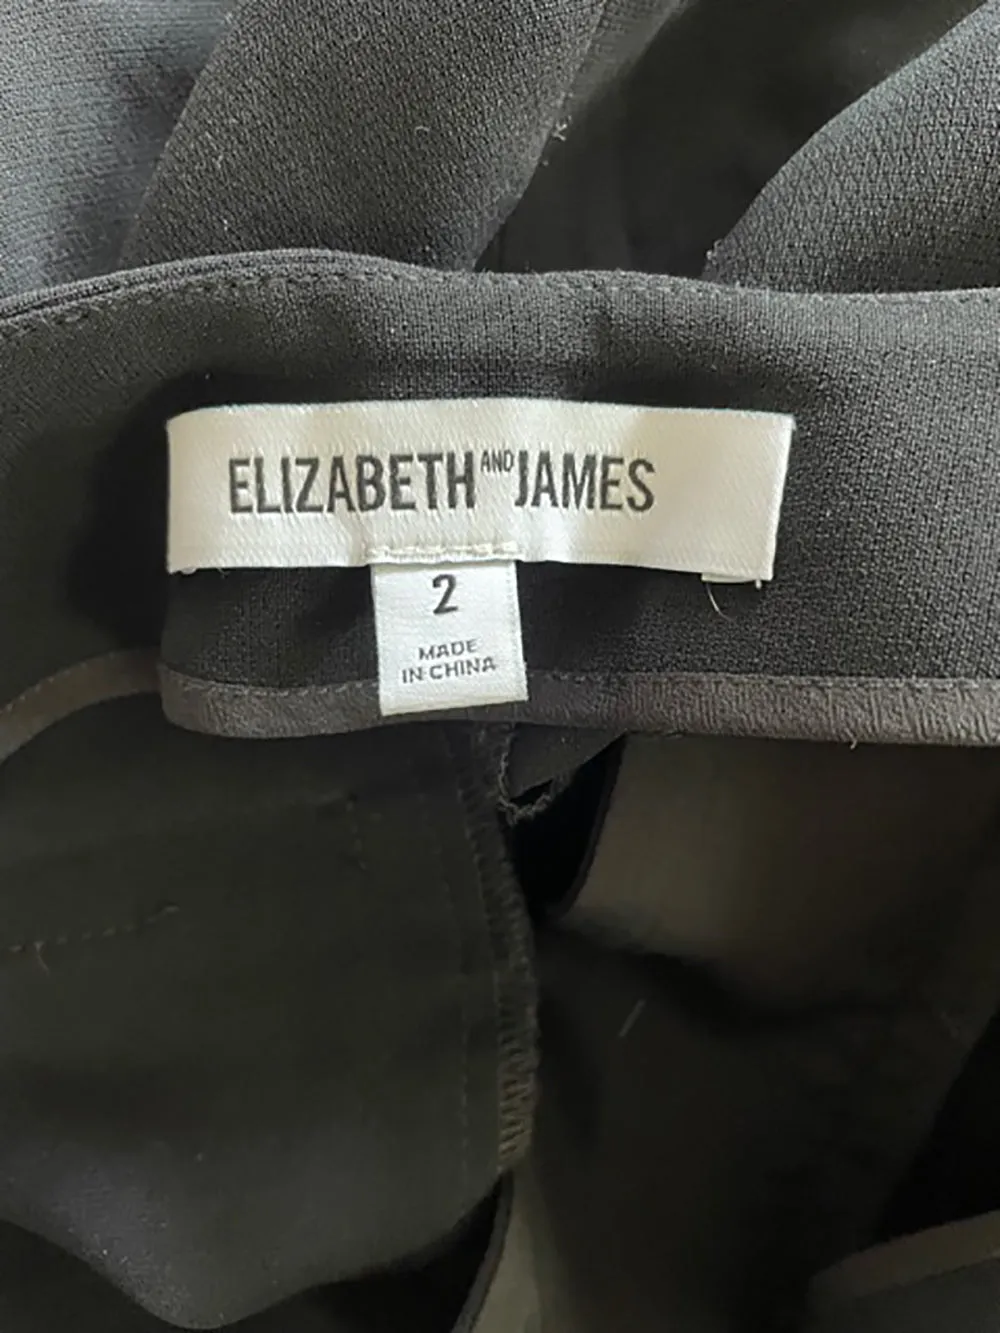 ELIZABETH AND JAMES
2
MADE
IN CHINA